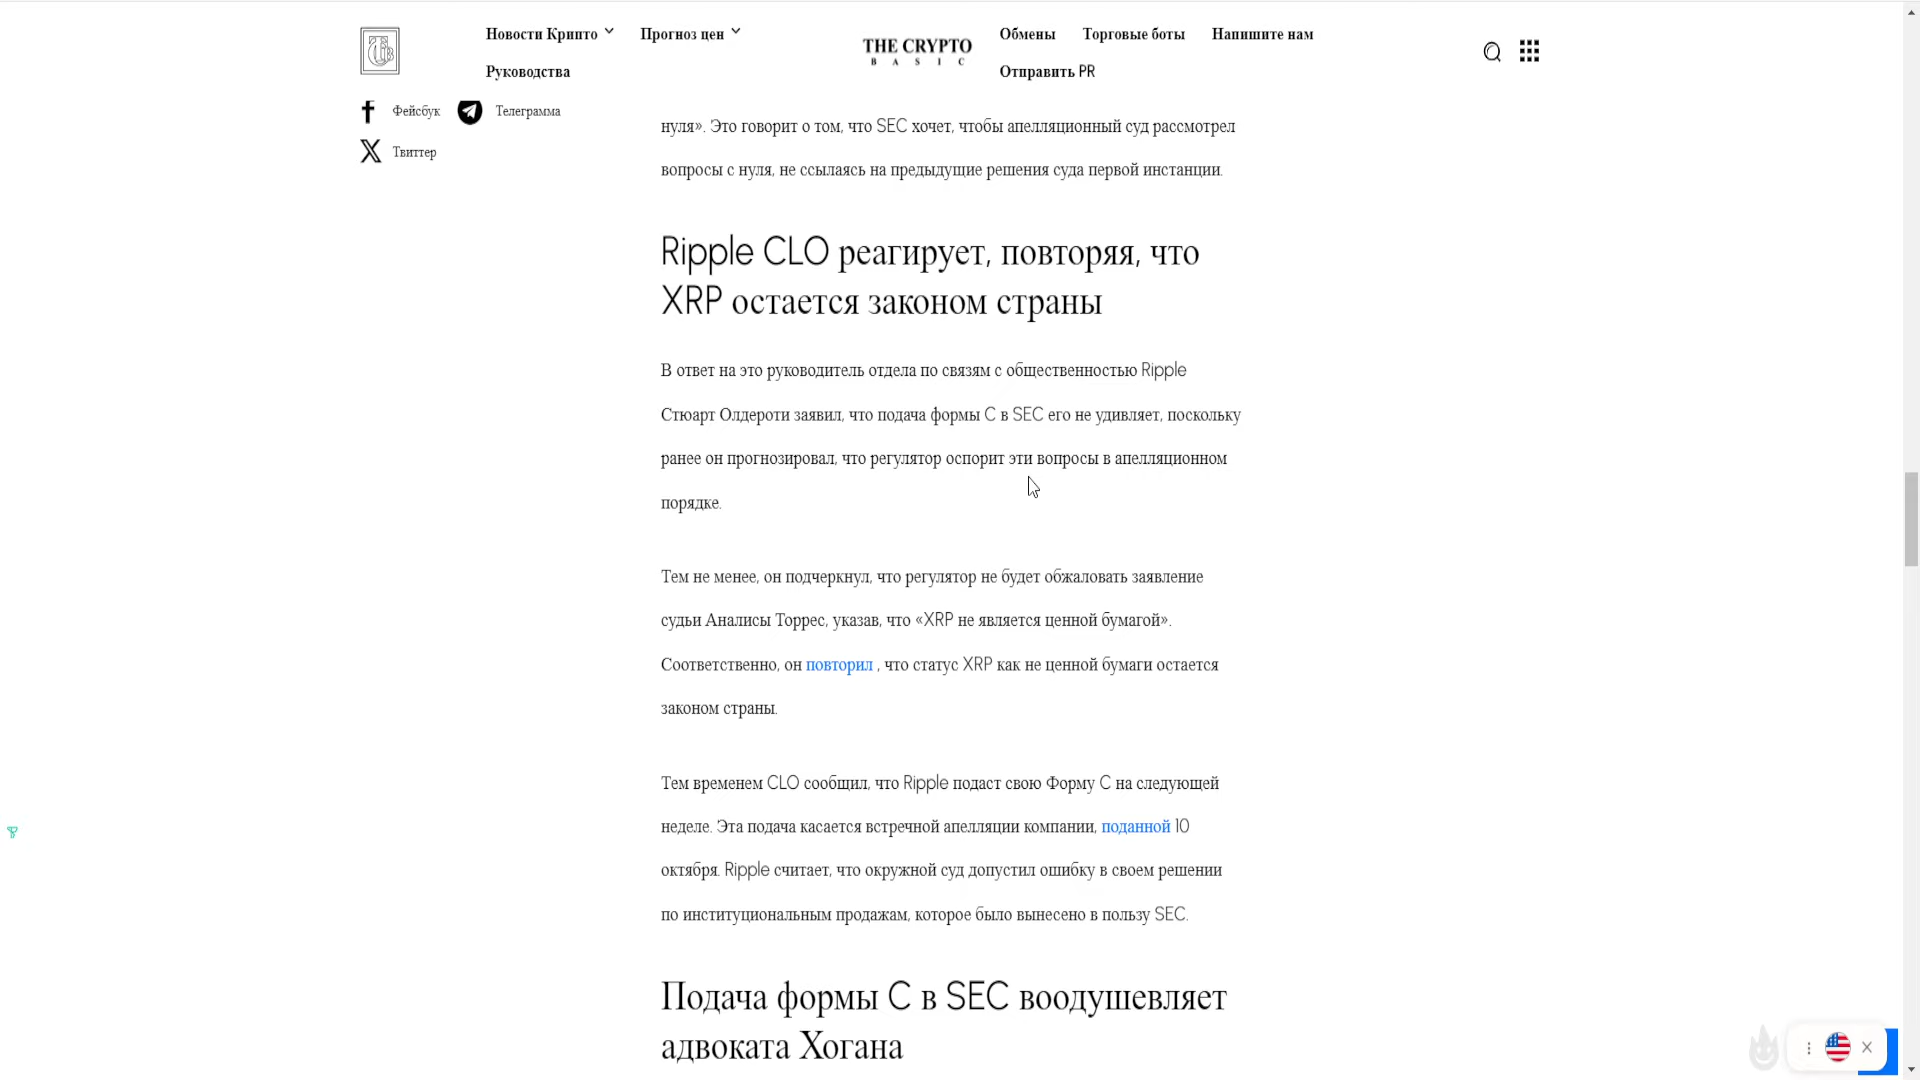 Новости Крипто
Прогноз цен
Руководства
THE CRYPTO
BASIC
Обмены
Торговые боты
Напишите нам
Отправить PR
Фейсбук
Телеграмма
Твиттер
нуля». Это говорит о том, что SEC хочет, чтобы апелляционный суд рассмотрел
вопросы с нуля, не ссылаясь на предыдущие решения суда первой инстанции.
Ripple CLO реагирует, повторяя, что
XRP остается законом страны
В ответ на это руководитель отдела по связям с общественностью Ripple
Стюарт Олдероти заявил, что подача формы C в SEC его не удивляет, поскольку
ранее он прогнозировал, что регулятор оспорит эти вопросы в апелляционном
порядке.
Тем не менее, он подчеркнул, что регулятор не будет обжаловать заявление
судьи Аналисы Торрес, указав, что «XRP не является ценной бумагой».
Соответственно, он повторил , что статус XRP как не ценной бумаги остается
законом страны.
Тем временем CLO сообщил, что Ripple подаст свою Форму C на следующей
неделе. Эта подача касается встречной апелляции компании, поданной 10
октября. Ripple считает, что окружной суд допустил ошибку в своем решении
по институциональным продажам, которое было вынесено в пользу SEC.
Подача формы C в SEC воодушевляет
адвоката Хогана